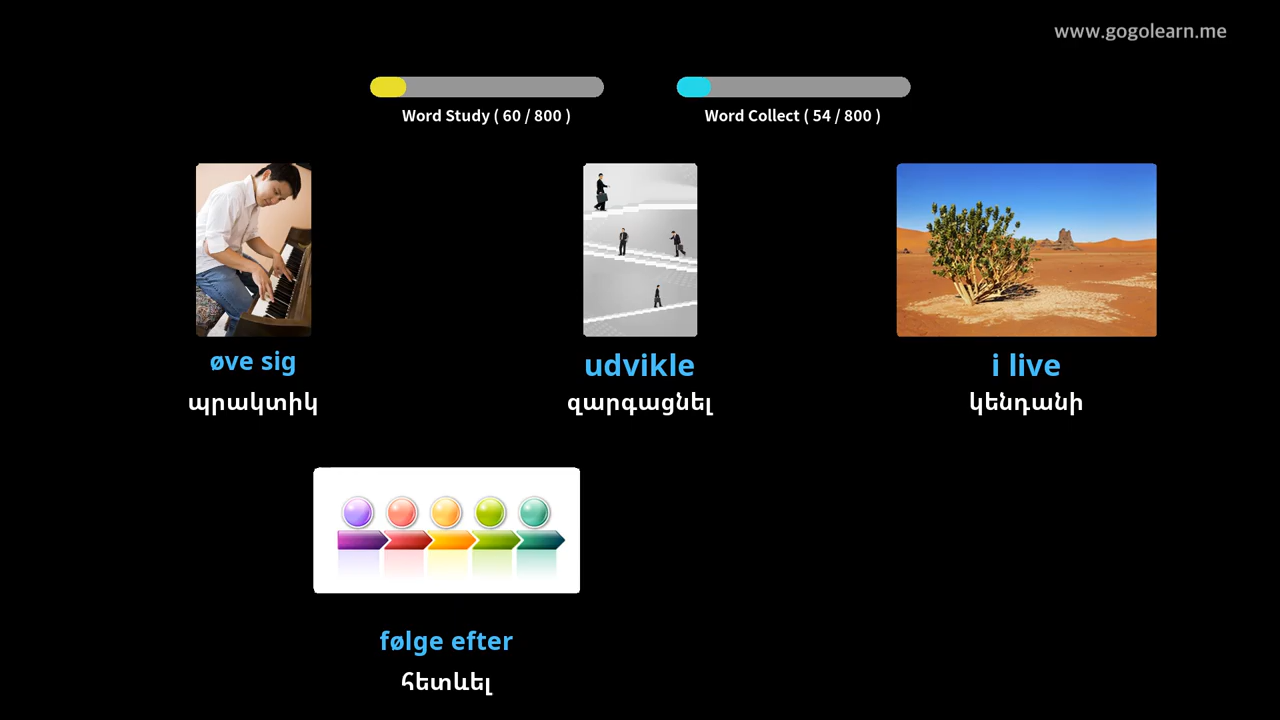 www.gogolearn.me
Word Study ( 60 / 800 )
Word Collect ( 54 / 800 )
øve sig
պրակտիկ
udvikle
զարգացնել
i live
կենդանի
følge efter
հետևել